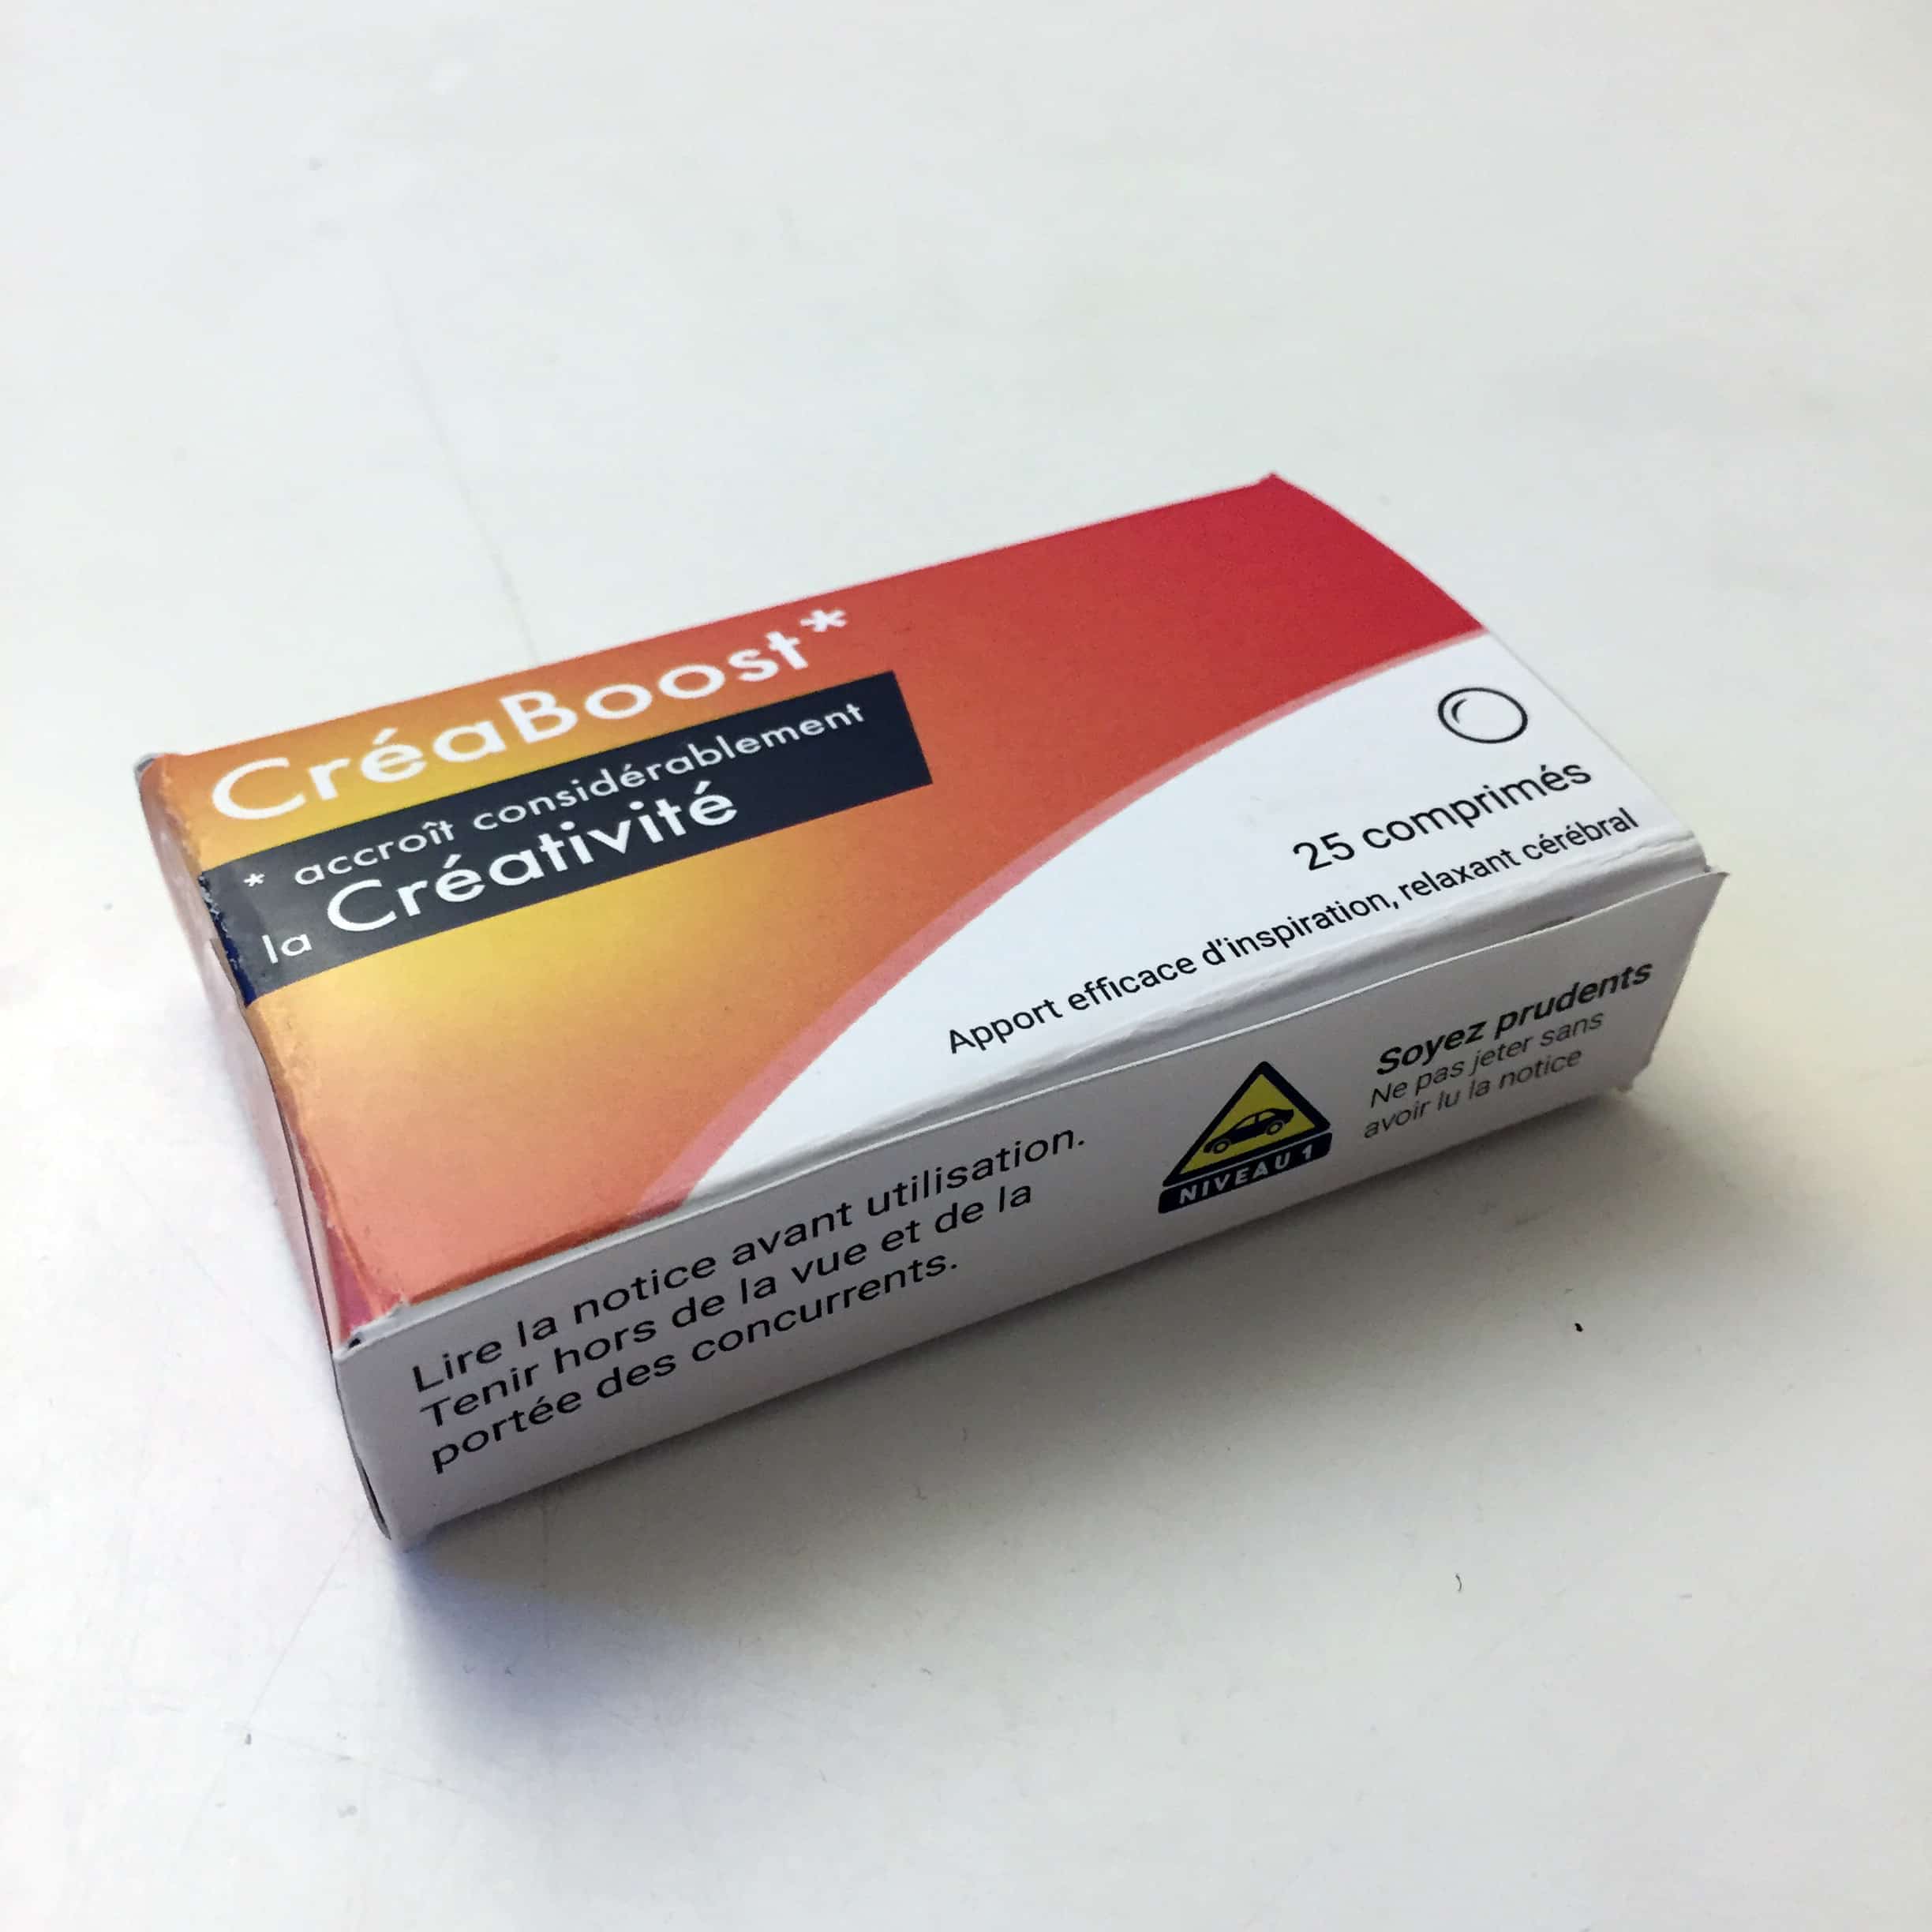 CréaBoost*
* accroît considérablement
la Créativité
25 comprimés
Apport efficace d'inspiration, relaxant cérébral
Lire la notice avant utilisation.
Tenir hors de la vue et de la
portée des concurrents.
NIVEAU 1
Soyez prudents
Ne pas jeter sans
avoir lu la notice